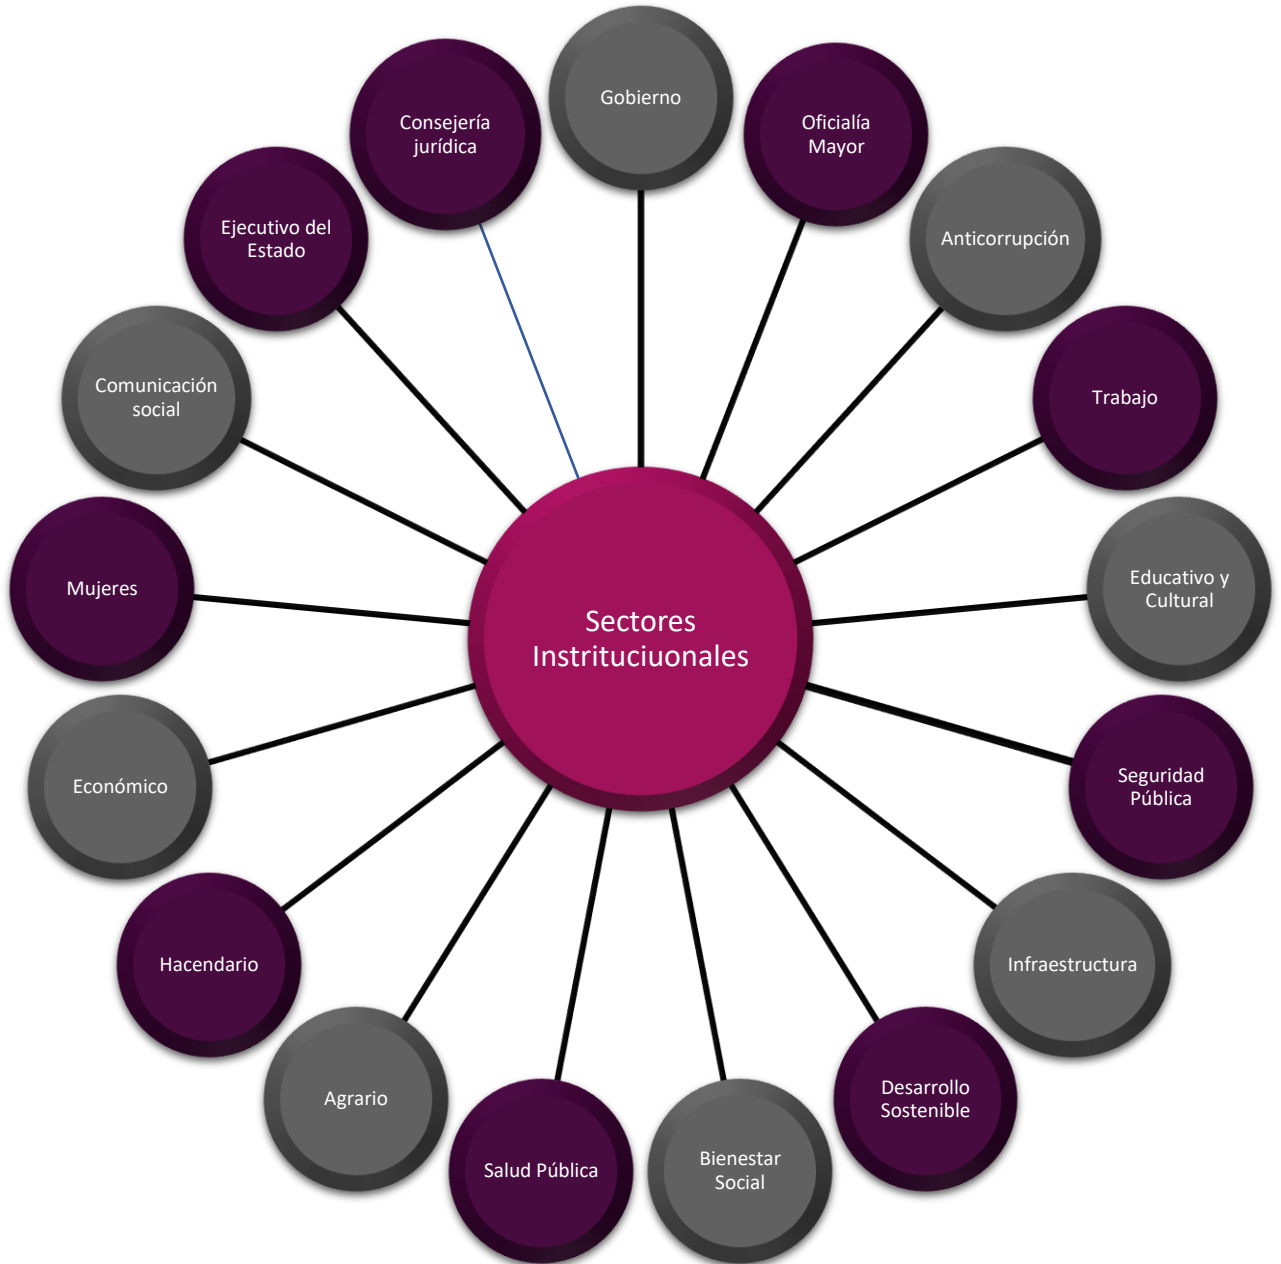 Gobierno
Oficialía
Mayor
Anticorrupción
Trabajo
Educativo y
Cultural
Seguridad
Pública
Infraestructura
Desarrollo
Sostenible
Bienestar
Social
Salud Pública
Agrario
Hacendario
Económico
Mujeres
Comunicación
social
Ejecutivo del
Estado
Consejería
jurídica
Sectores
Instrituciuonales